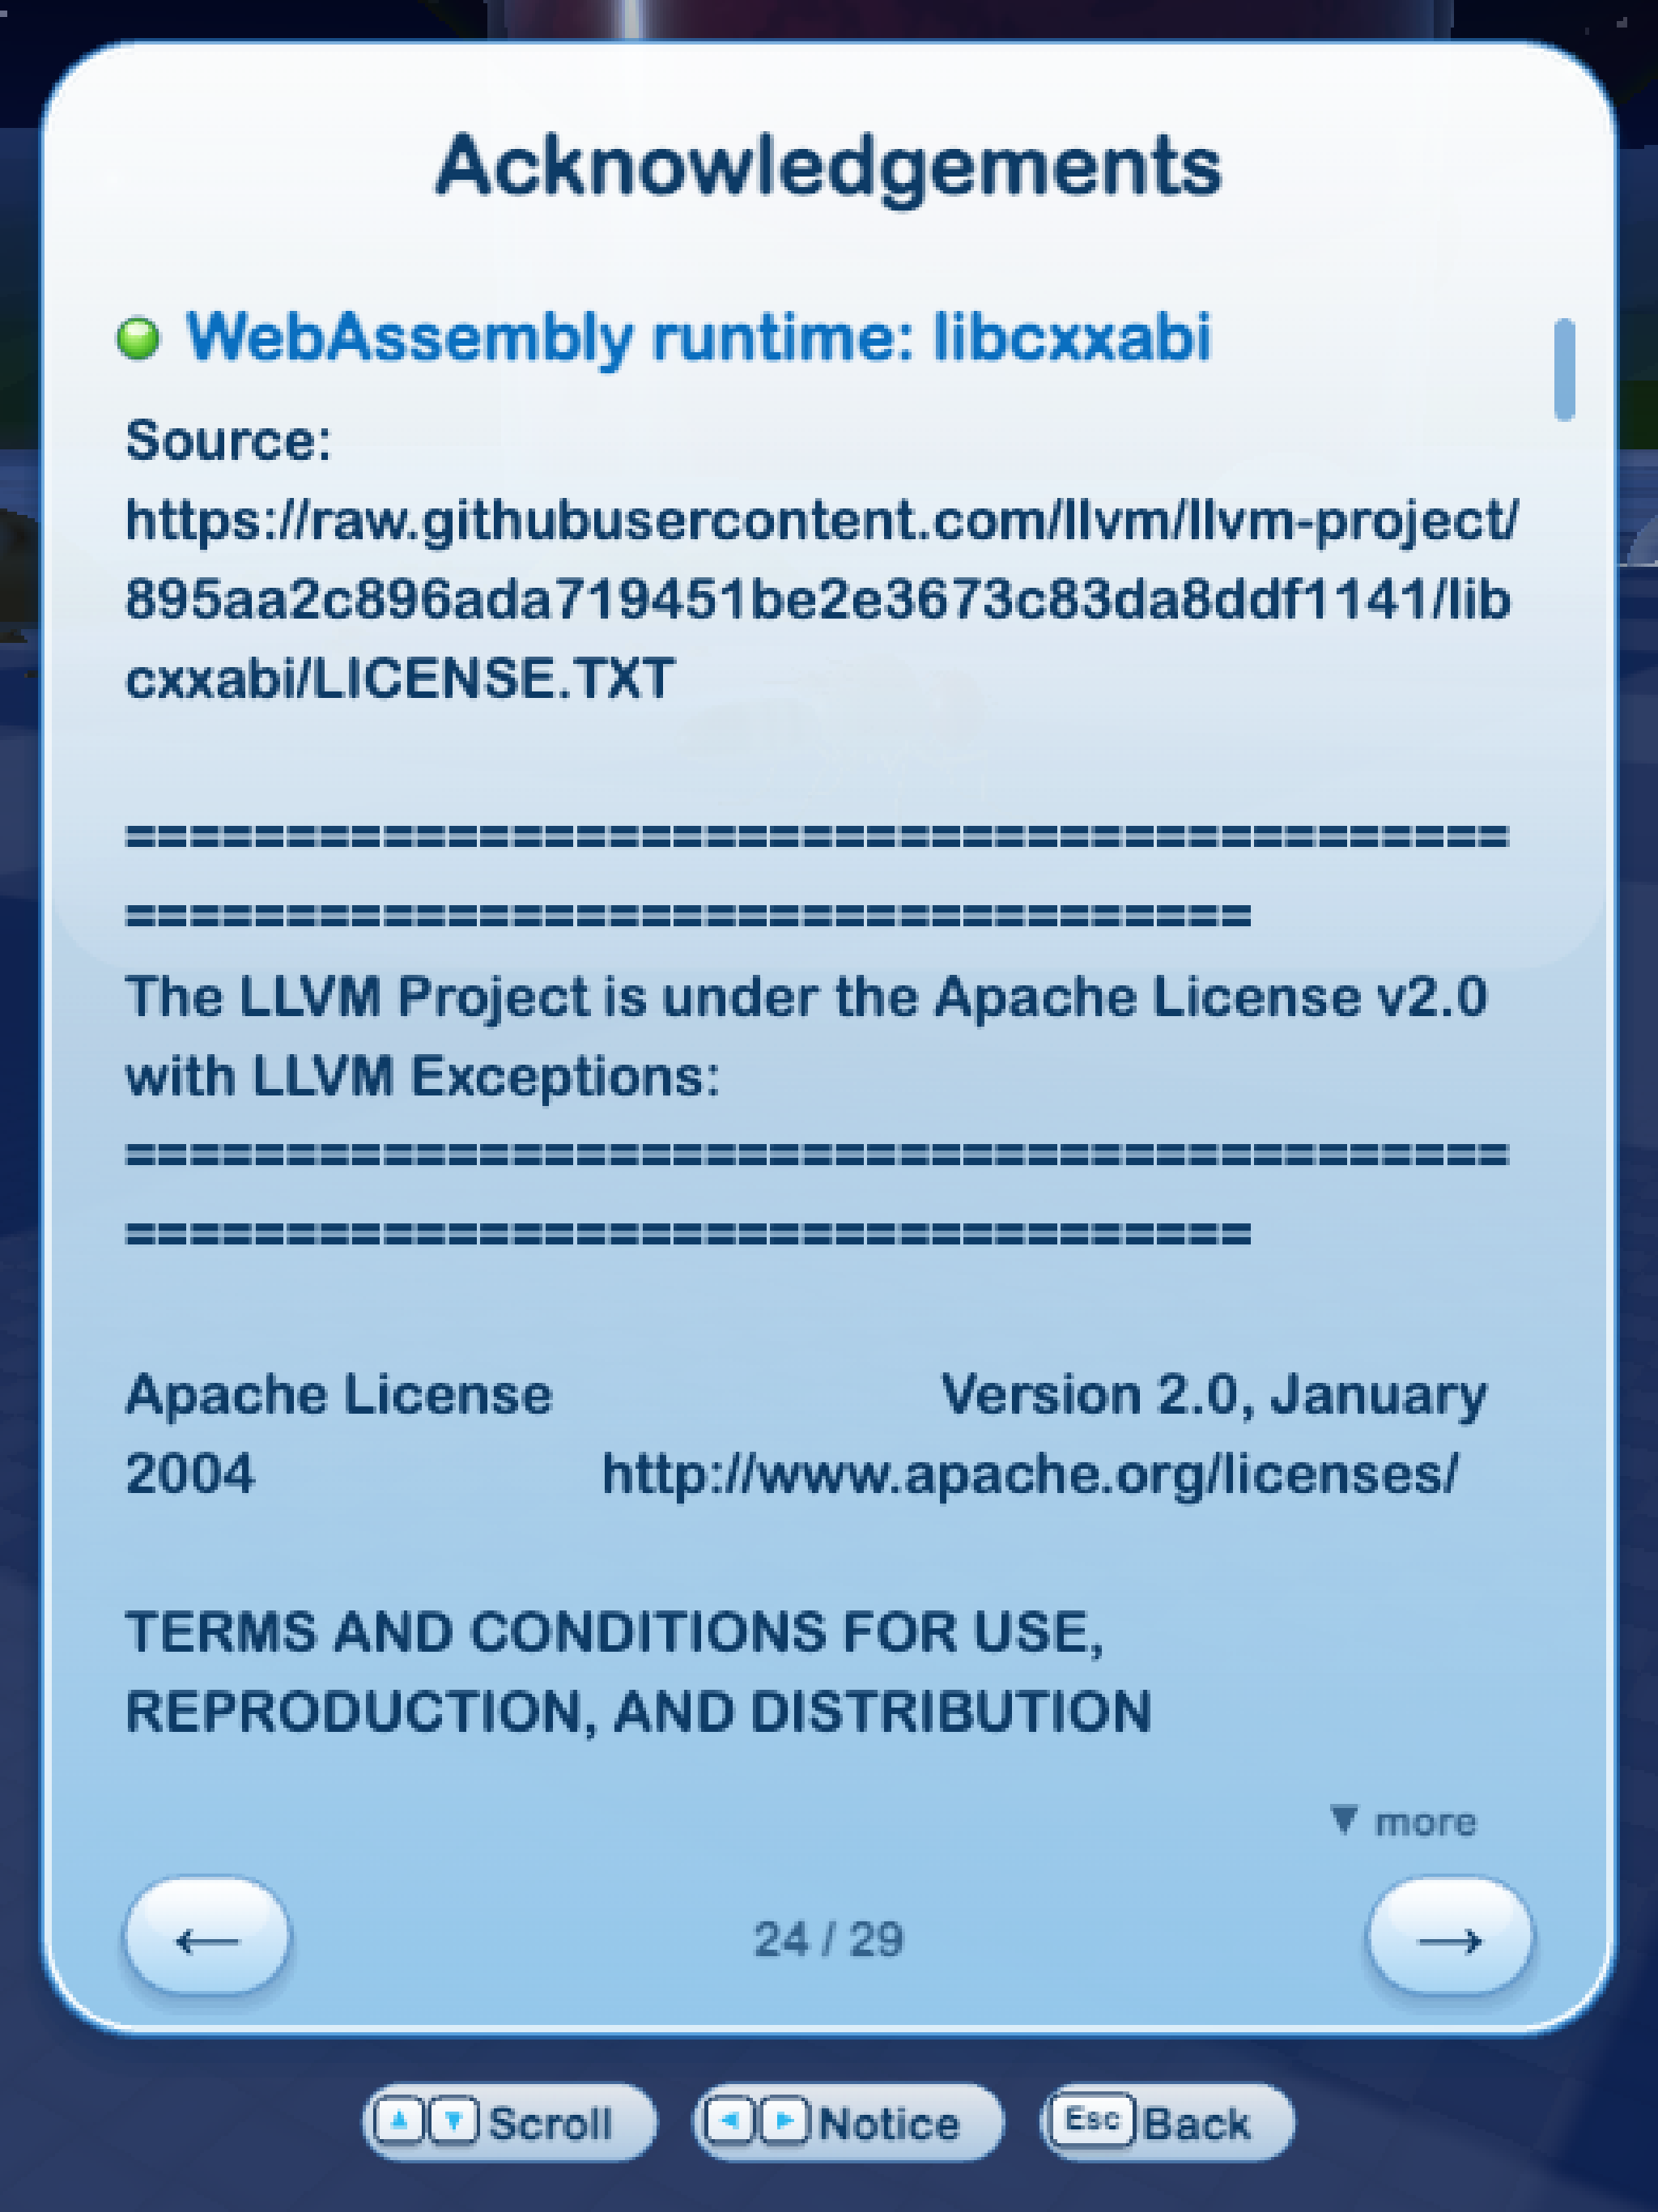 Acknowledgements
WebAssembly runtime: libcxxabi
Source:
https://raw.githubusercontent.com/llvm/llvm-project/
895aa2c896ada719451be2e3673c83da8ddf1141/lib
cxxabi/LICENSE.TXT
===========================================
===================================
The LLVM Project is under the Apache License v2.0
with LLVM Exceptions:
===========================================
===================================
Apache License Version 2.0, January
2004 http://www.apache.org/licenses/
TERMS AND CONDITIONS FOR USE,
REPRODUCTION, AND DISTRIBUTION
▼ more
← 24 / 29 →
▲ ▼ Scroll ◀ ▶ Notice Esc Back